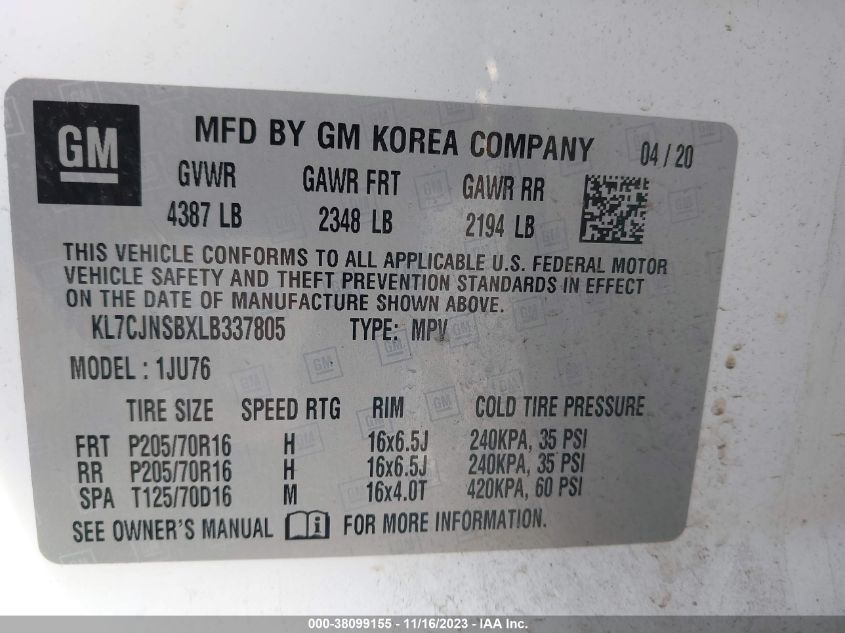 GM
MFD BY GM KOREA COMPANY 04 / 20
GVWR GAWR FRT GAWR RR
4387 LB 2348 LB 2194 LB
THIS VEHICLE CONFORMS TO ALL APPLICABLE U.S. FEDERAL MOTOR
VEHICLE SAFETY AND THEFT PREVENTION STANDARDS IN EFFECT
ON THE DATE OF MANUFACTURE SHOWN ABOVE.
KL7CJNSBXLB337805 TYPE: MPV
MODEL : 1JU76
TIRE SIZE SPEED RTG RIM COLD TIRE PRESSURE
FRT P205/70R16 H 16x6.5J 240KPA, 35 PSI
RR P205/70R16 H 16x6.5J 240KPA, 35 PSI
SPA T125/70D16 M 16x4.0T 420KPA, 60 PSI
SEE OWNER'S MANUAL i FOR MORE INFORMATION.
000-38099155 - 11/16/2023 - IAA Inc.